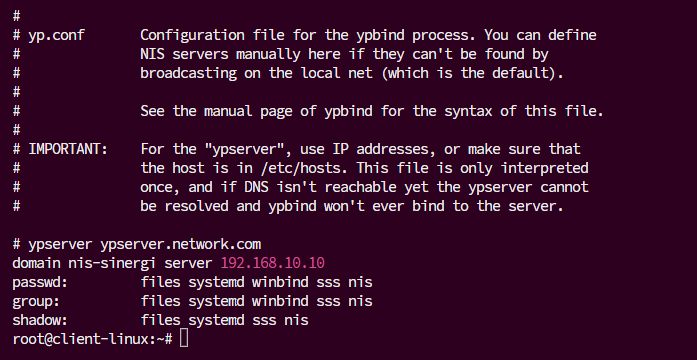 #
# yp.conf       Configuration file for the ypbind process. You can define
#               NIS servers manually here if they can't be found by
#               broadcasting on the local net (which is the default).
#
#               See the manual page of ypbind for the syntax of this file.
#
# IMPORTANT:    For the "ypserver", use IP addresses, or make sure that
#               the host is in /etc/hosts. This file is only interpreted
#               once, and if DNS isn't reachable yet the ypserver cannot
#               be resolved and ypbind won't ever bind to the server.

# ypserver ypserver.network.com
domain nis-sinergi server 192.168.10.10
passwd:         files systemd winbind sss nis
group:          files systemd winbind sss nis
shadow:         files systemd sss nis
root@client-linux:~#